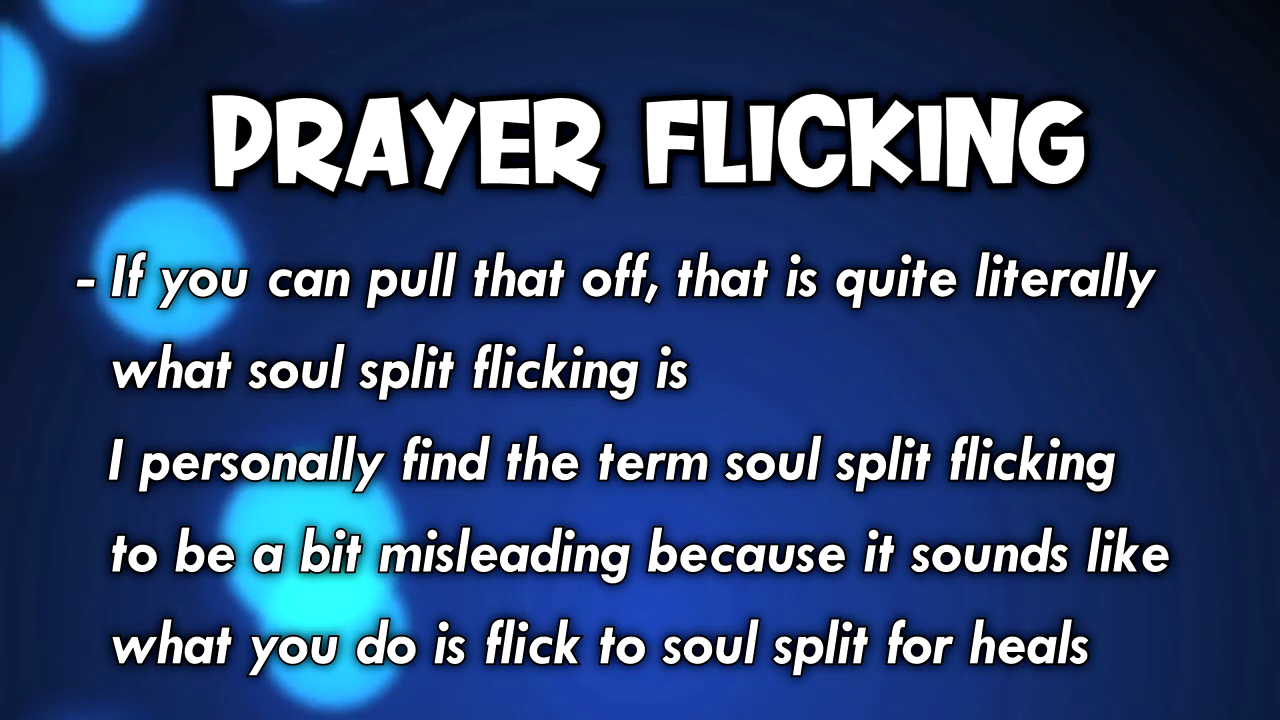 PRAYER FLICKING
- If you can pull that off, that is quite literally
what soul split flicking is
I personally find the term soul split flicking
to be a bit misleading because it sounds like
what you do is flick to soul split for heals